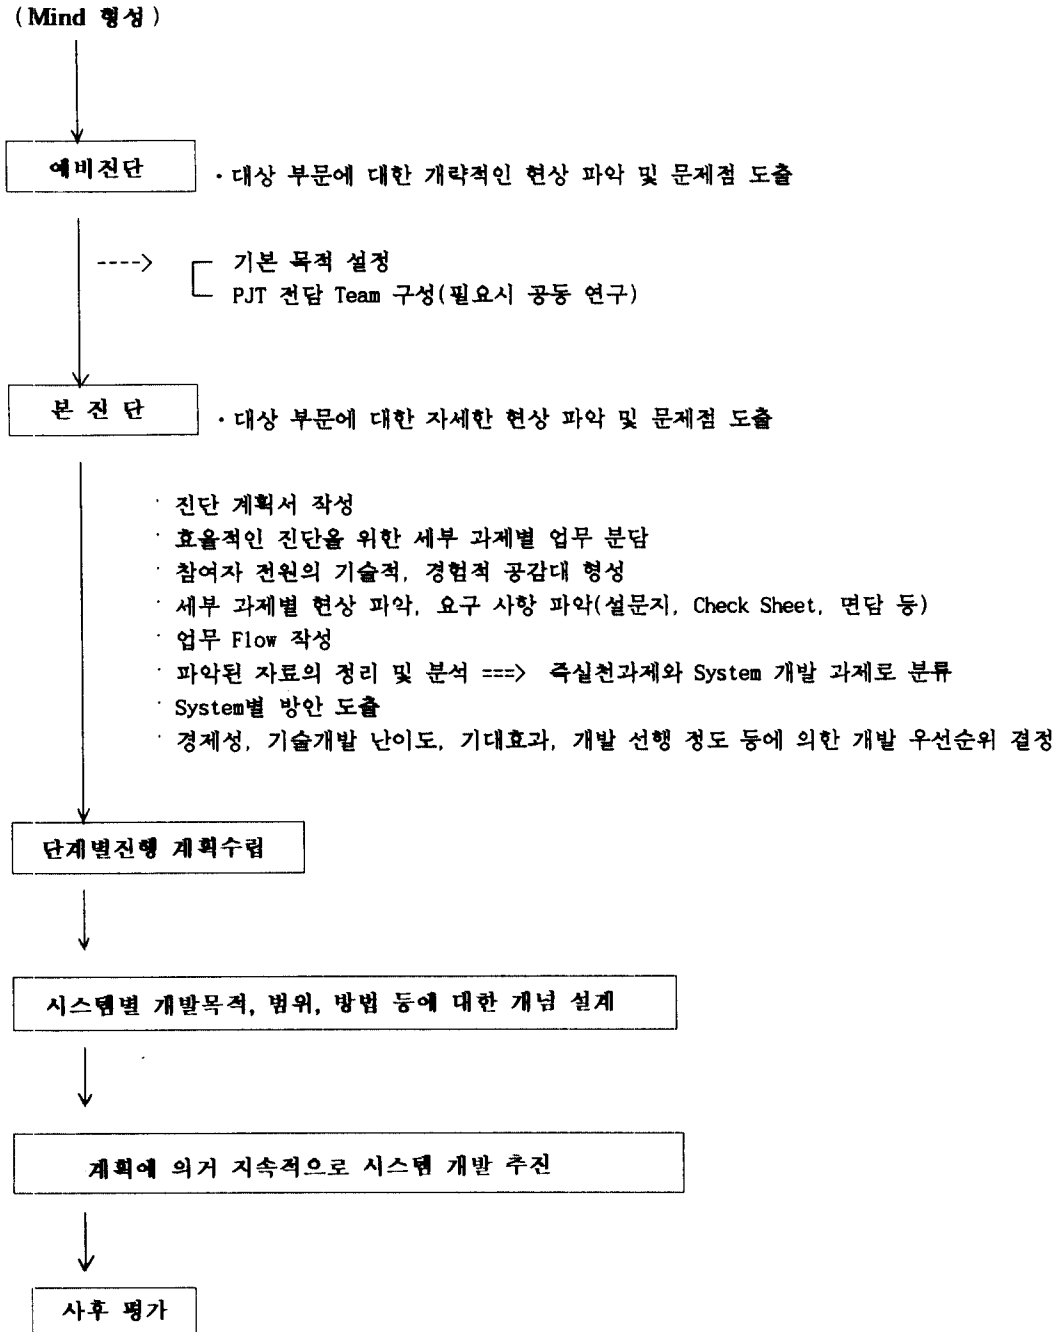 (Mind 형성)
예비진단
· 대상 부문에 대한 개략적인 현상 파악 및 문제점 도출
----> 기본 목적 설정
PJT 전담 Team 구성(필요시 공동 연구)
본 진 단
· 대상 부문에 대한 자세한 현상 파악 및 문제점 도출
· 진단 계획서 작성
· 효율적인 진단을 위한 세부 과제별 업무 분담
· 참여자 전원의 기술적, 경험적 공감대 형성
· 세부 과제별 현상 파악, 요구 사항 파악(설문지, Check Sheet, 면담 등)
· 업무 Flow 작성
· 파악된 자료의 정리 및 분석 ===> 즉실천과제와 System 개발 과제로 분류
· System별 방안 도출
· 경제성, 기술개발 난이도, 기대효과, 개발 선행 정도 등에 의한 개발 우선순위 결정
단계별진행 계획수립
시스템별 개발목적, 범위, 방법 등에 대한 개념 설계
계획에 의거 지속적으로 시스템 개발 추진
사후 평가